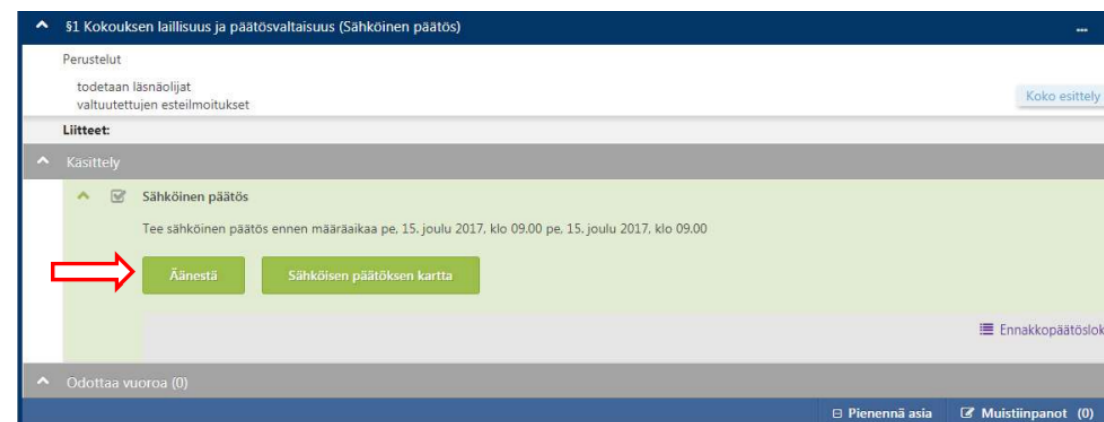 §1 Kokouksen laillisuus ja päätösvaltaisuus (Sähköinen päätös)
Perustelut
todetaan läsnäolijat
valtuutettujen esteilmoitukset
Koko esittely
Liitteet:
Käsittely
Sähköinen päätös
Tee sähköinen päätös ennen määräaikaa pe, 15. joulu 2017, klo 09.00 pe, 15. joulu 2017, klo 09.00
Äänestä Sähköisen päätöksen kartta
Ennakkopäätöslok
Odottaa vuoroa (0)
Pienennä asia Muistiinpanot (0)